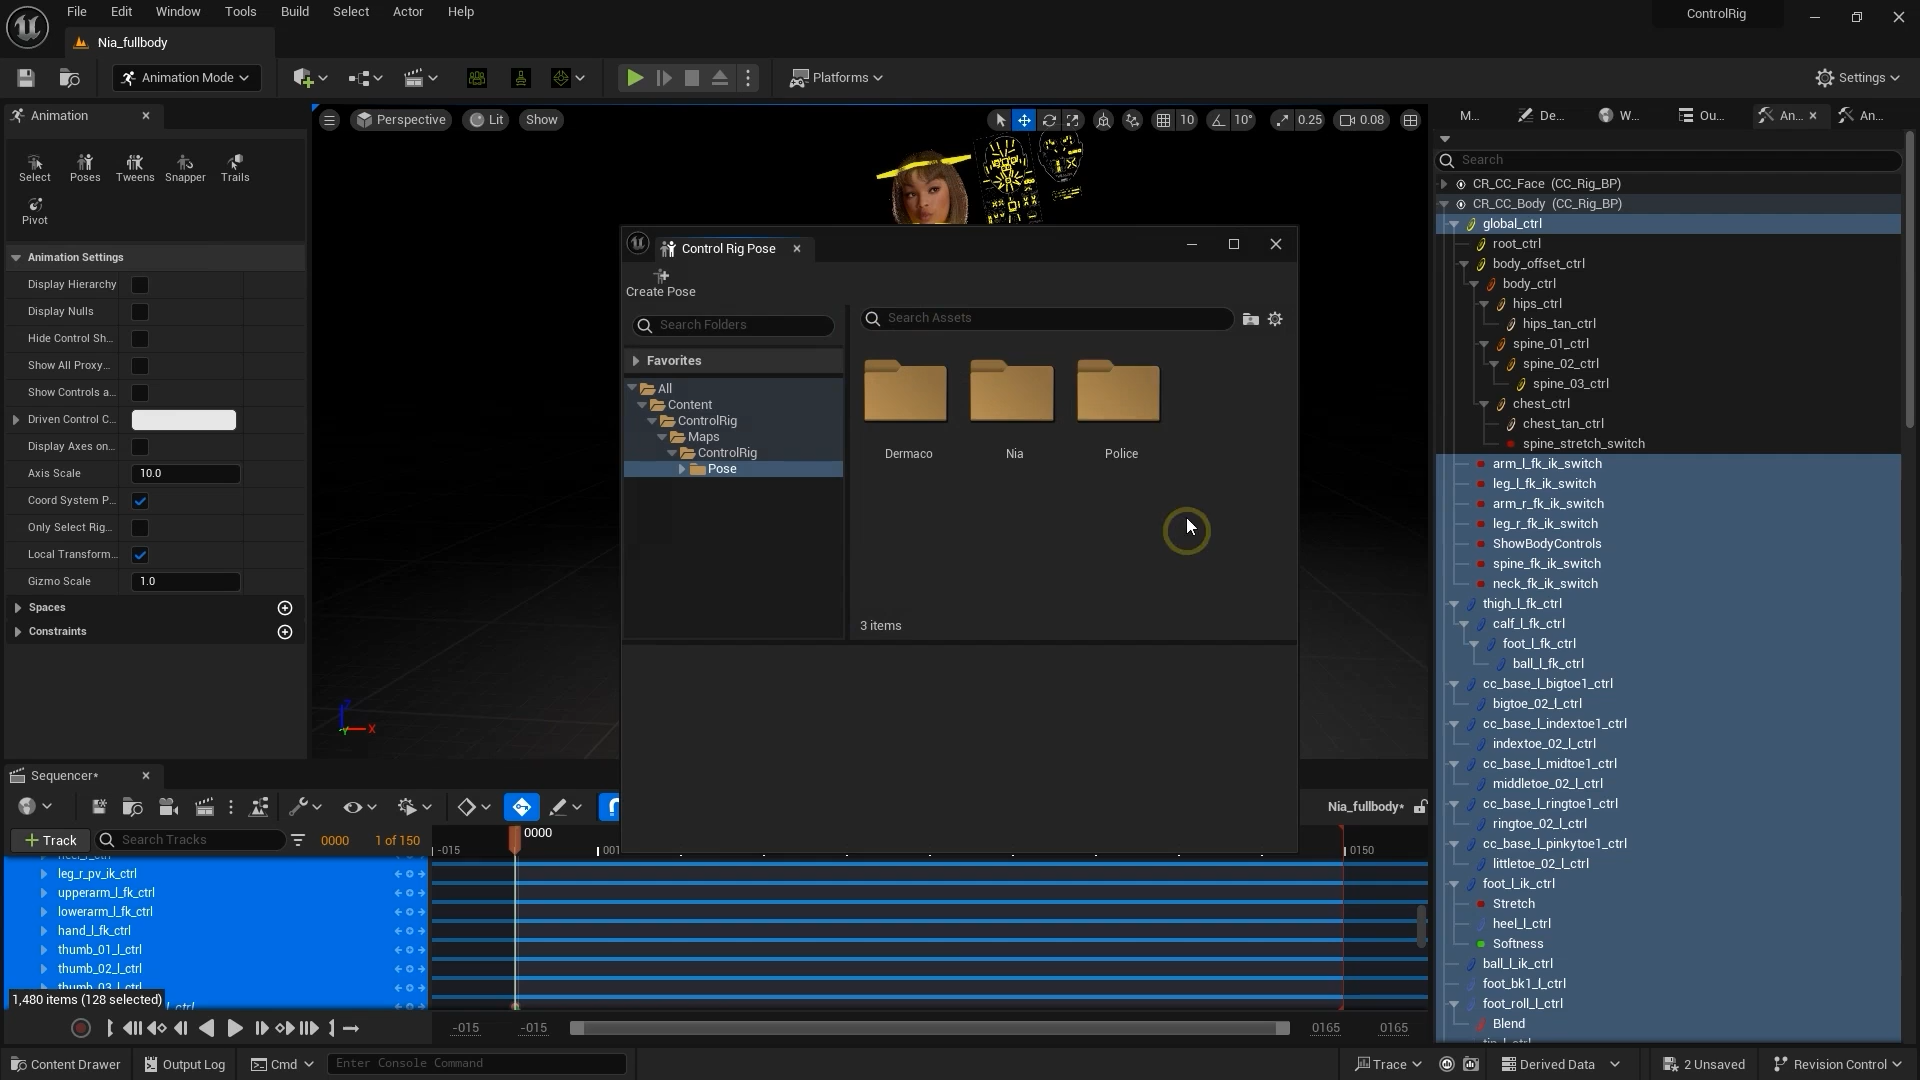 File Edit Window Tools Build Select Actor Help
ControlRig
Nia_fullbody
Animation Mode
Platforms
Settings
Animation
Select Poses Tweens Snapper Trails
Pivot
Animation Settings
Display Hierarchy
Display Nulls
Hide Control Sh...
Show All Proxy...
Show Controls a...
Driven Control C...
Display Axes on...
Axis Scale 10.0
Coord System P...
Only Select Rig...
Local Transform...
Gizmo Scale 1.0
Spaces
Constraints
Perspective Lit Show
10 10° 0.25 0.08
Z
X
Control Rig Pose
Create Pose
Search Folders
Search Assets
Favorites
All
Content
ControlRig
Maps
ControlRig
Pose
Dermaco Nia Police
3 items
M... De... W... Ou... An... An...
Search
CR_CC_Face (CC_Rig_BP)
CR_CC_Body (CC_Rig_BP)
global_ctrl
root_ctrl
body_offset_ctrl
body_ctrl
hips_ctrl
hips_tan_ctrl
spine_01_ctrl
spine_02_ctrl
spine_03_ctrl
chest_ctrl
chest_tan_ctrl
spine_stretch_switch
arm_l_fk_ik_switch
leg_l_fk_ik_switch
arm_r_fk_ik_switch
leg_r_fk_ik_switch
ShowBodyControls
spine_fk_ik_switch
neck_fk_ik_switch
thigh_l_fk_ctrl
calf_l_fk_ctrl
foot_l_fk_ctrl
ball_l_fk_ctrl
cc_base_l_bigtoe1_ctrl
bigtoe_02_l_ctrl
cc_base_l_indextoe1_ctrl
indextoe_02_l_ctrl
cc_base_l_midtoe1_ctrl
middletoe_02_l_ctrl
cc_base_l_ringtoe1_ctrl
ringtoe_02_l_ctrl
cc_base_l_pinkytoe1_ctrl
littletoe_02_l_ctrl
foot_l_ik_ctrl
Stretch
heel_l_ctrl
Softness
ball_l_ik_ctrl
foot_bk1_l_ctrl
foot_roll_l_ctrl
Blend
Sequencer*
Nia_fullbody*
Track Search Tracks 0000 1 of 150
0000
-015 001 0150
leg_r_pv_ik_ctrl
upperarm_l_fk_ctrl
lowerarm_l_fk_ctrl
hand_l_fk_ctrl
thumb_01_l_ctrl
thumb_02_l_ctrl
thumb_03_l_ctrl
1,480 items (128 selected)
-015 -015 0165 0165
Content Drawer Output Log Cmd Enter Console Command
Trace Derived Data 2 Unsaved Revision Control